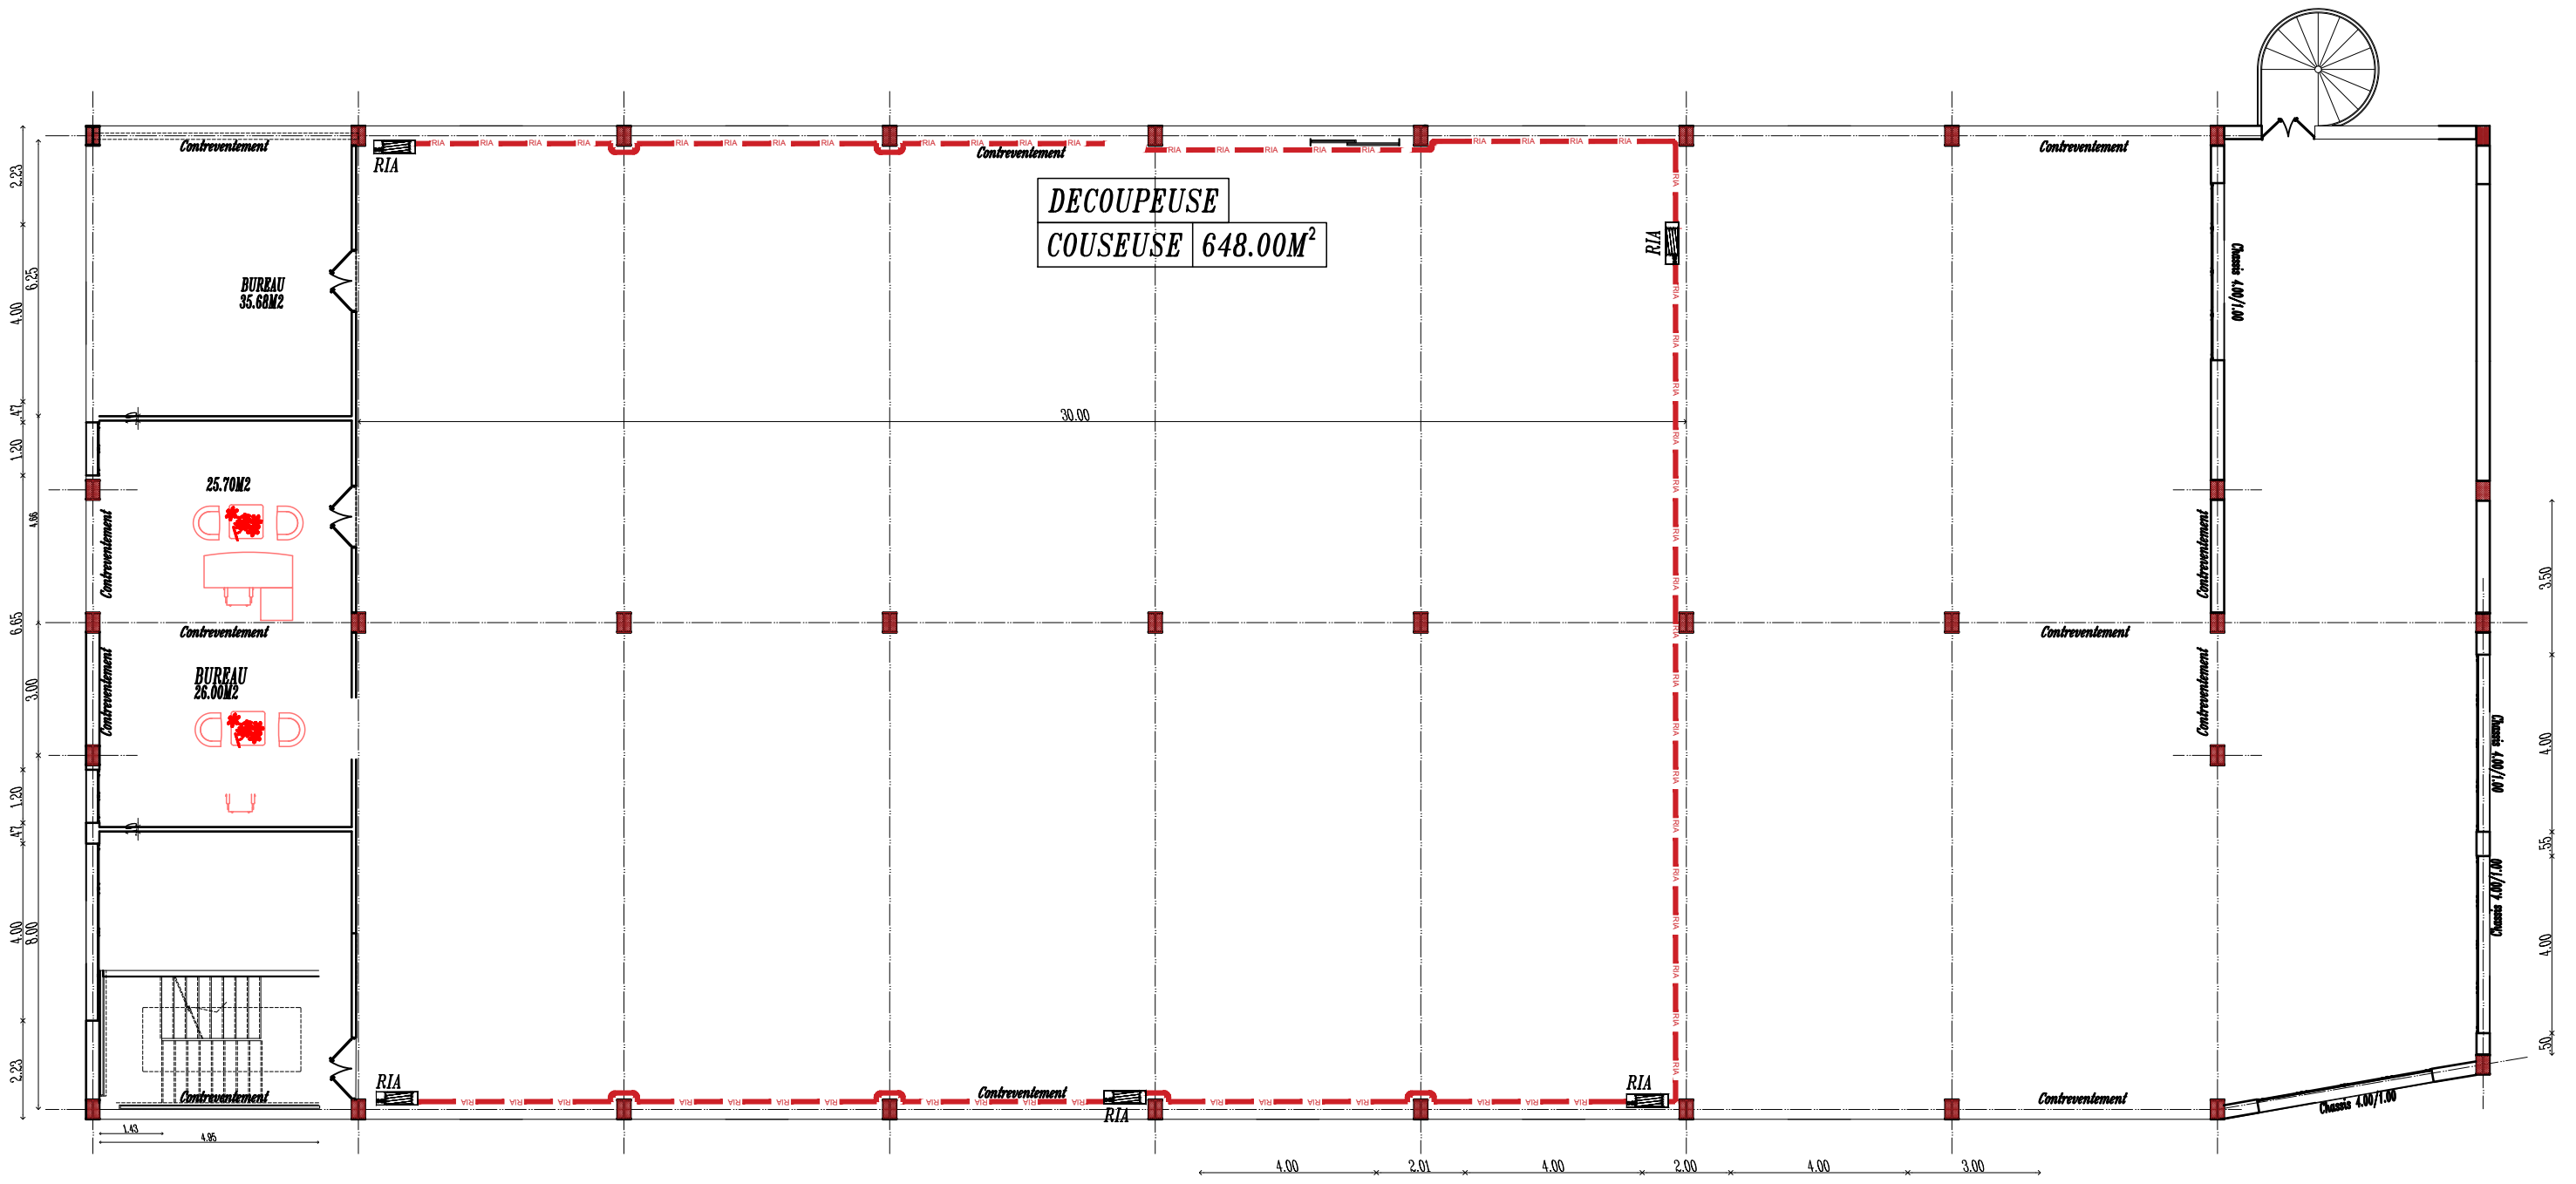 Contreventement
RIA
Contreventement
Contreventement
DECOUPEUSE
COUSEUSE 648.00M²
RIA
BUREAU
35.68M2
Chassis 4.00/1.00
30.00
25.70M2
Contreventement
Contreventement
Contreventement
Contreventement
BUREAU
26.00M2
Contreventement
Contreventement
Chassis 4.00/1.00
Chassis 4.00/1.00
RIA
RIA
RIA
Contreventement
Contreventement
Contreventement
Chassis 4.00/1.00
2.23
6.25
4.00
.47
1.20
4.66
6.65
3.00
1.20
.47
4.00
8.00
2.23
3.50
4.00
.55
4.00
.50
1.43
4.95
4.00 2.01 4.00 2.00 4.00 3.00